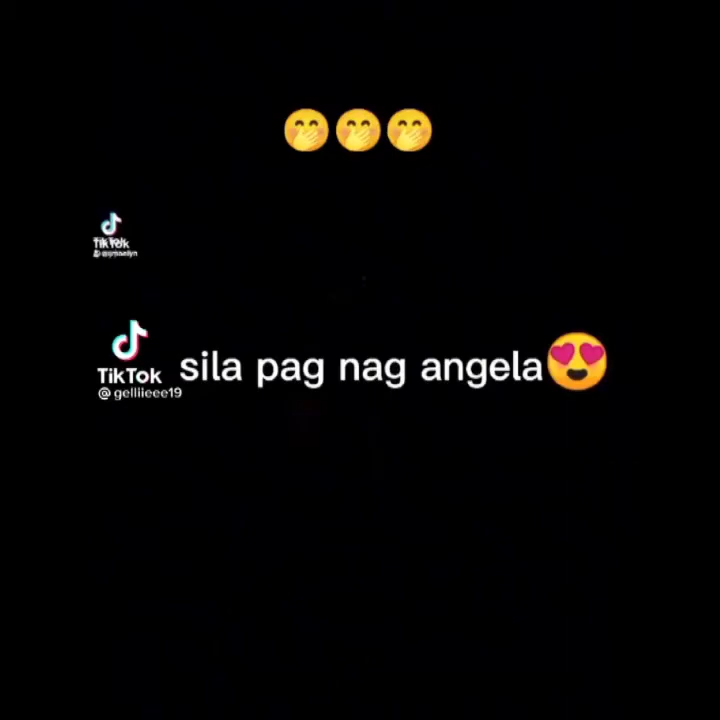 🤭🤭🤭
TikTok
TikTok
sila pag nag angela😍
@gelliieee19